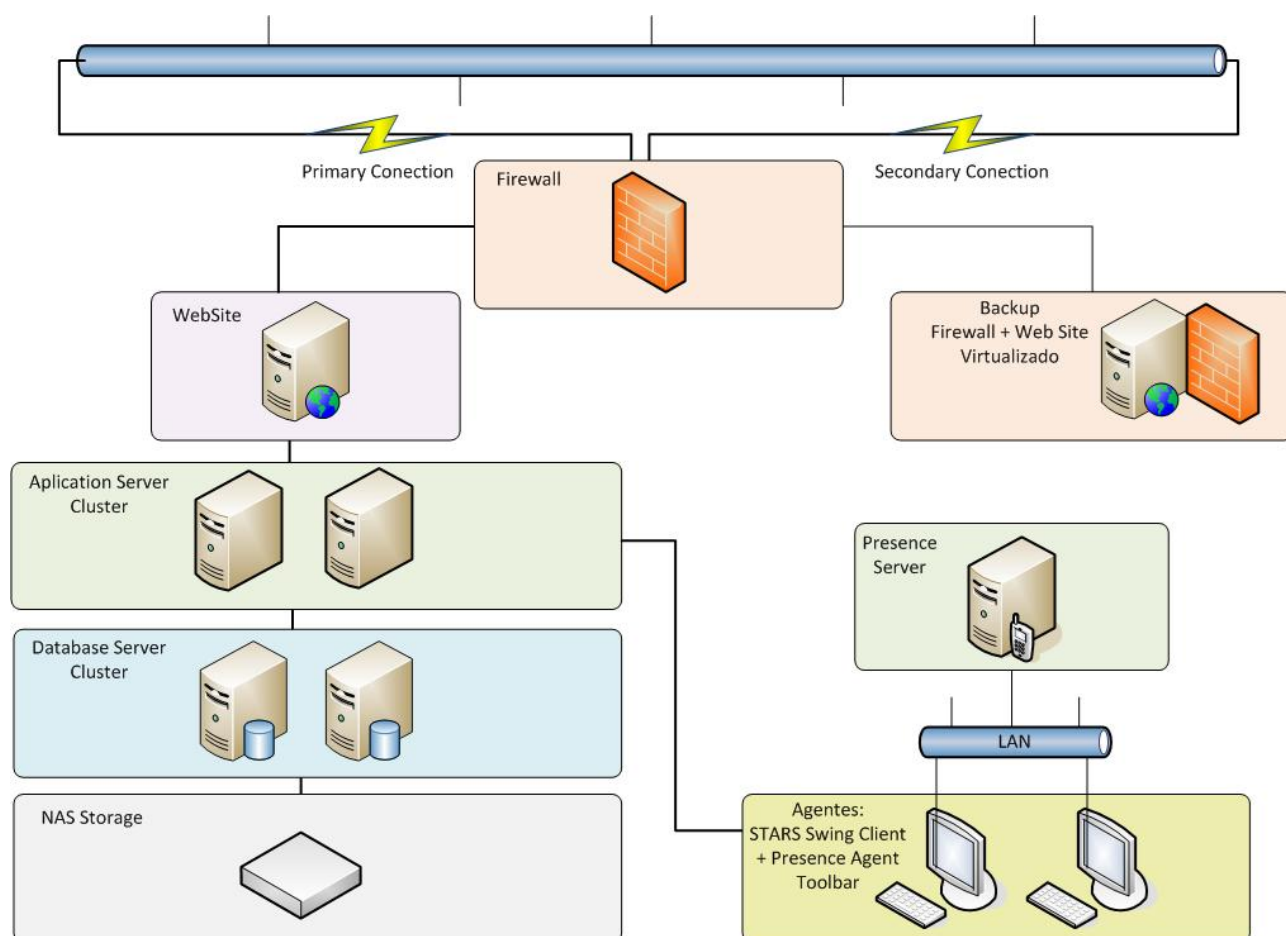 Primary Conection
Secondary Conection
Firewall
WebSite
Backup
Firewall + Web Site
Virtualizado
Aplication Server
Cluster
Presence
Server
Database Server
Cluster
LAN
NAS Storage
Agentes:
STARS Swing Client
+ Presence Agent
Toolbar